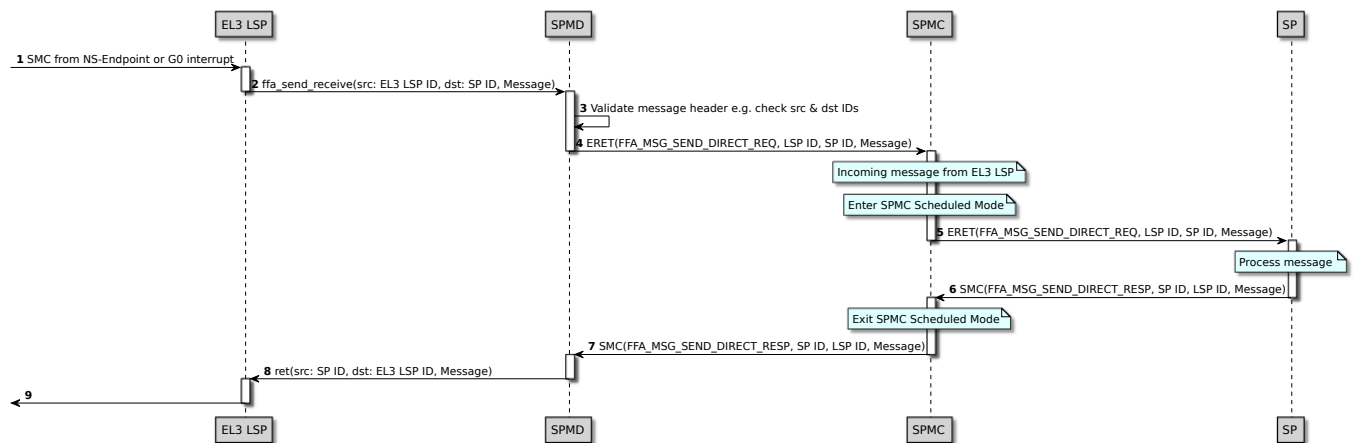 EL3 LSP
SPMD
SPMC
SP
1 SMC from NS-Endpoint or G0 interrupt
2 ffa_send_receive(src: EL3 LSP ID, dst: SP ID, Message)
3 Validate message header e.g. check src & dst IDs
4 ERET(FFA_MSG_SEND_DIRECT_REQ, LSP ID, SP ID, Message)
Incoming message from EL3 LSP
Enter SPMC Scheduled Mode
5 ERET(FFA_MSG_SEND_DIRECT_REQ, LSP ID, SP ID, Message)
Process message
6 SMC(FFA_MSG_SEND_DIRECT_RESP, SP ID, LSP ID, Message)
Exit SPMC Scheduled Mode
7 SMC(FFA_MSG_SEND_DIRECT_RESP, SP ID, LSP ID, Message)
8 ret(src: SP ID, dst: EL3 LSP ID, Message)
9
EL3 LSP
SPMD
SPMC
SP